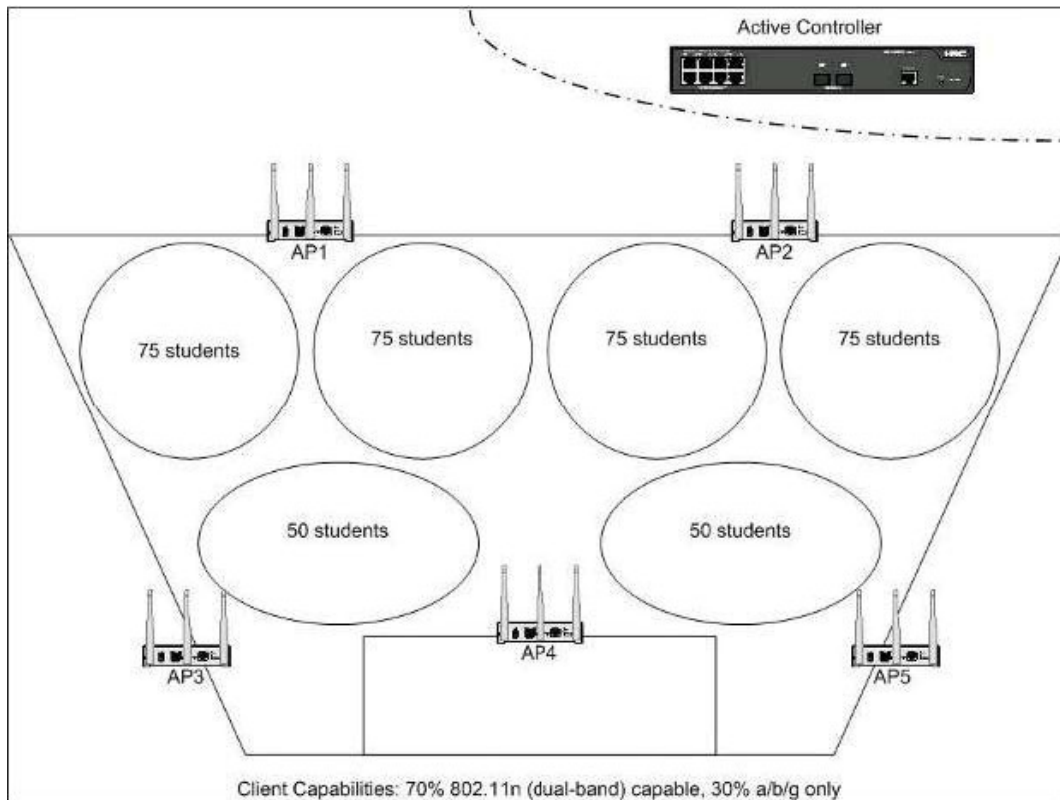 Active Controller
H3C
AP1
AP2
75 students
75 students
75 students
75 students
50 students
50 students
AP3
AP4
AP5
Client Capabilities: 70% 802.11n (dual-band) capable, 30% a/b/g only